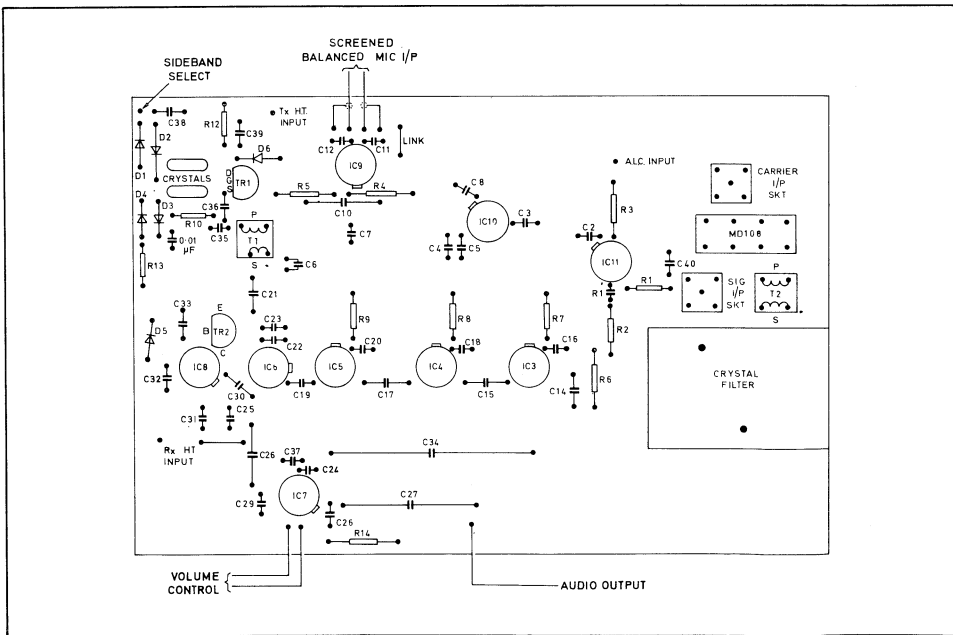 SCREENED
BALANCED MIC I/P
SIDEBAND
SELECT
C38
R12
C39
Tx H.T.
INPUT
C12
C11
LINK
D2
D1
D6
IC9
A.L.C. INPUT
CARRIER
I/P
SKT
CRYSTALS
D
G
S
TR1
R5
R4
C8
D4
D3
R10
C36
C35
C10
IC10
C3
R3
MD108
P
T1
S
C7
C4
C5
C2
0·01
µF
R13
C6
IC11
C40
C21
R1
R1
SIG
I/P
SKT
P
T2
S
C33
E
B
TR2
C
C23
C22
R9
R8
R7
R2
D5
C20
C18
C16
IC8
IC6
IC5
IC4
IC3
C32
C30
C19
C17
C15
C14
R6
CRYSTAL
FILTER
C31
C25
Rx HT
INPUT
C26
C37
C24
C34
IC7
C29
C26
C27
R14
VOLUME
CONTROL
AUDIO OUTPUT